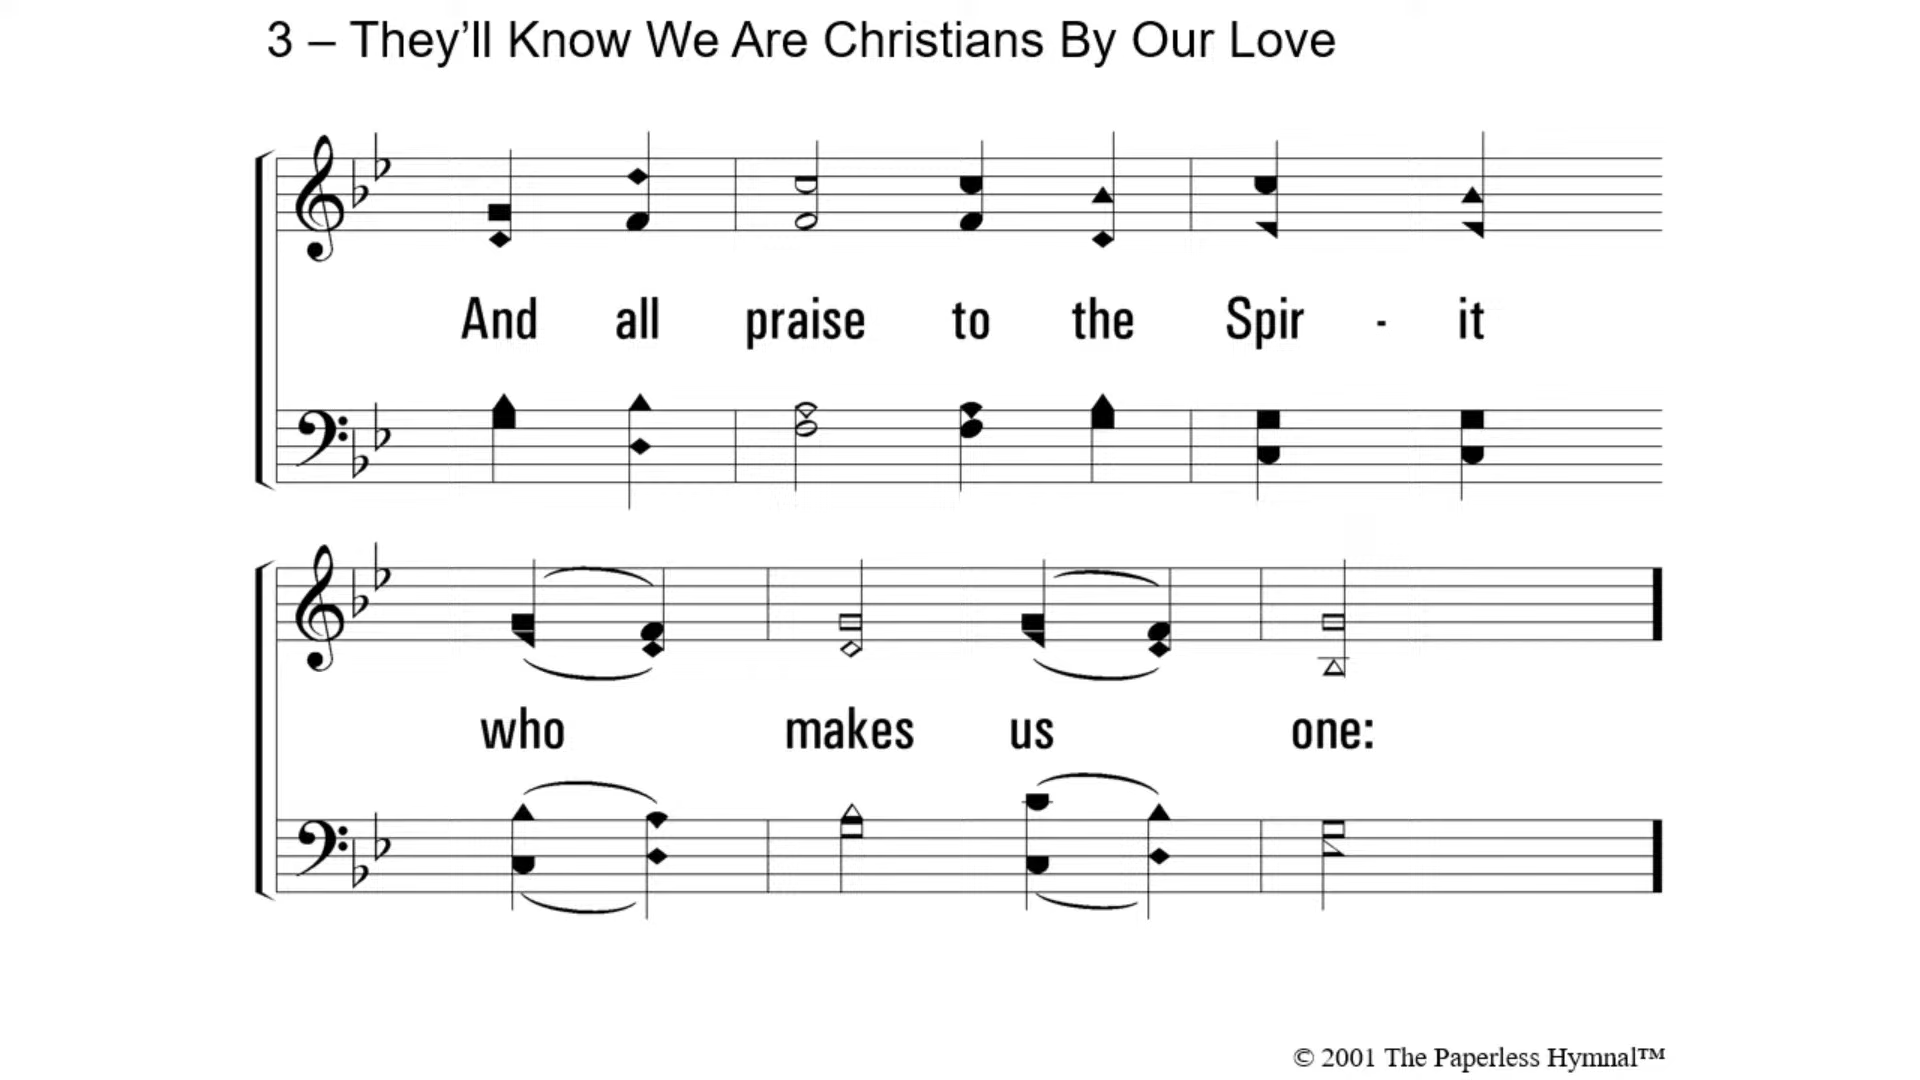 3 – They’ll Know We Are Christians By Our Love
And all praise to the Spir - it
who makes us one:
© 2001 The Paperless Hymnal™